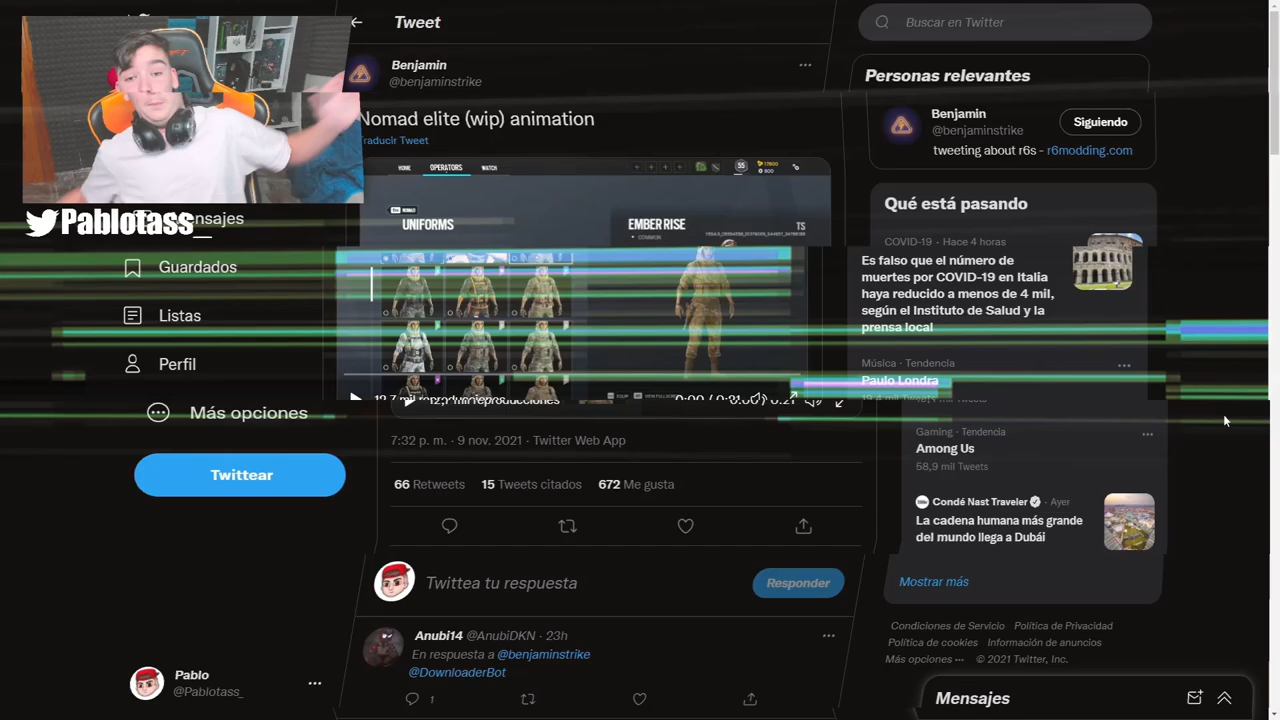 Tweet
Buscar en Twitter
Benjamin
@benjaminstrike
Personas relevantes
Benjamin
@benjaminstrike
Siguiendo
tweeting about r6s - r6modding.com
Nomad elite (wip) animation
Traducir Tweet
HOME
OPERATORS
WATCH
55
17600
600
UNIFORMS
EMBER RISE
COMMON
Pablotass_
Guardados
Listas
Perfil
Más opciones
Twittear
Qué está pasando
COVID-19 · Hace 4 horas
Es falso que el número de
muertes por COVID-19 en Italia
haya reducido a menos de 4 mil,
según el Instituto de Salud y la
prensa local
Música · Tendencia
Paulo Londra
Gaming · Tendencia
Among Us
58,9 mil Tweets
Condé Nast Traveler · Ayer
La cadena humana más grande
del mundo llega a Dubái
Mostrar más
7:32 p. m. · 9 nov. 2021 · Twitter Web App
66 Retweets 15 Tweets citados 672 Me gusta
Twittea tu respuesta
Responder
Anubi14 @AnubiDKN · 23h
En respuesta a @benjaminstrike
@DownloaderBot
1
Condiciones de Servicio Política de Privacidad
Política de cookies Información de anuncios
Más opciones ··· © 2021 Twitter, Inc.
Pablo
@Pablotass_
Mensajes